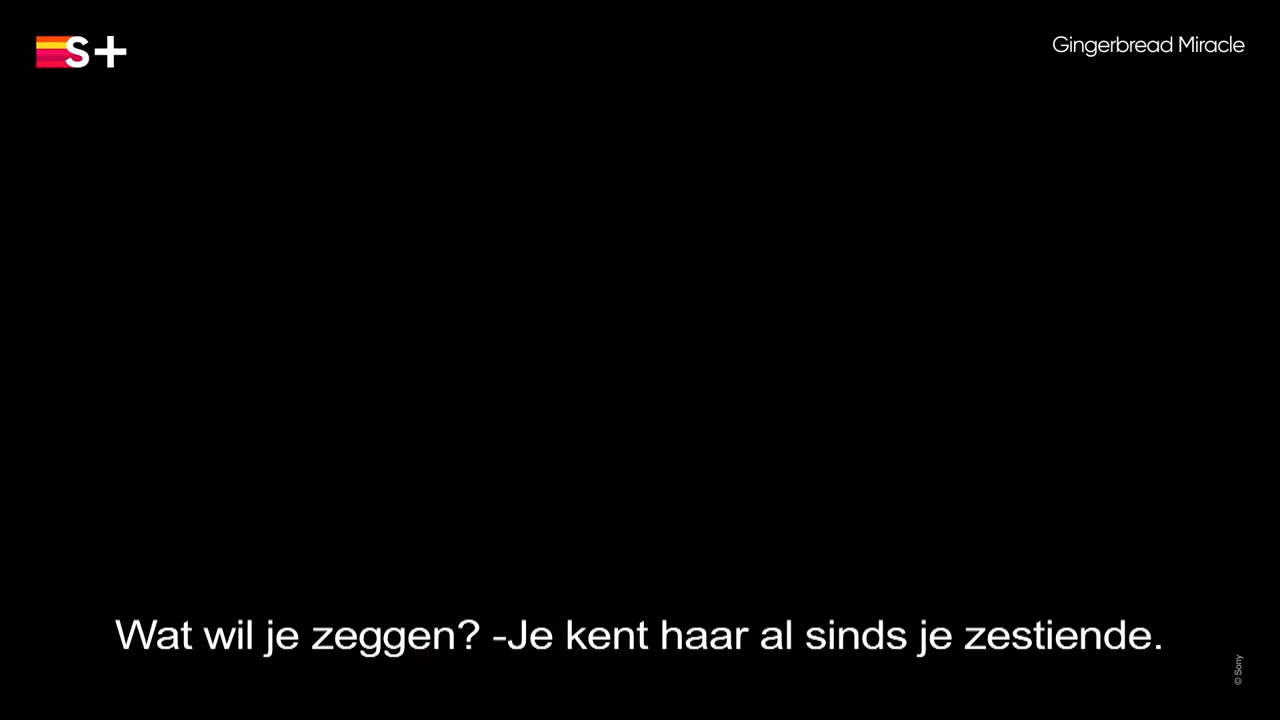 S+
Gingerbread Miracle
Wat wil je zeggen? -Je kent haar al sinds je zestiende.
© Sony